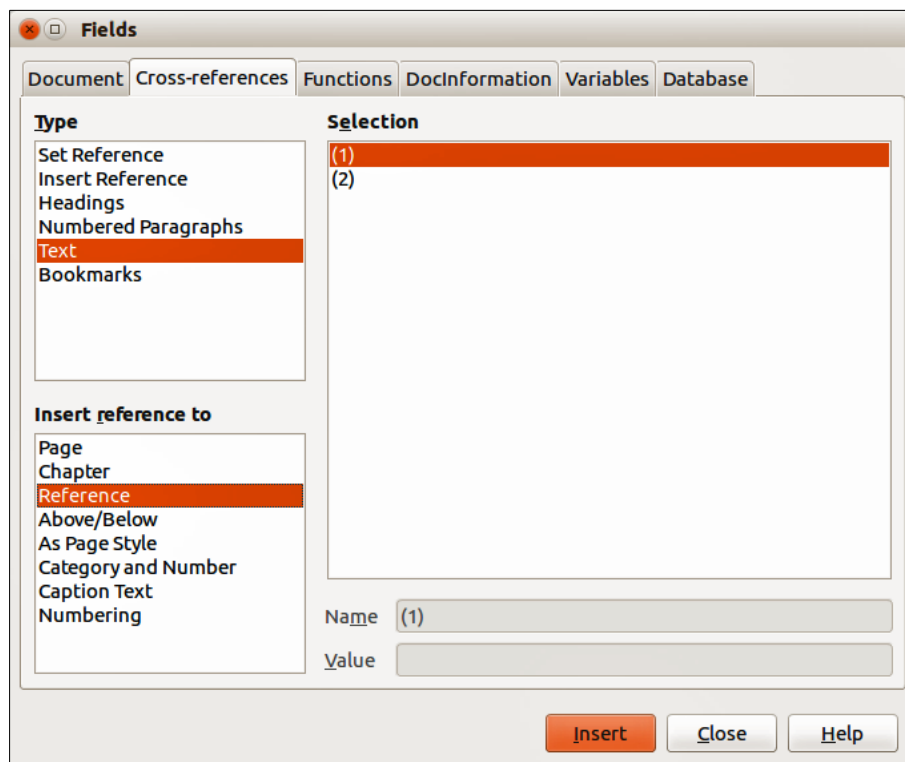 Fields
Document Cross-references Functions DocInformation Variables Database
Type
Set Reference
Insert Reference
Headings
Numbered Paragraphs
Text
Bookmarks
Selection
(1)
(2)
Insert reference to
Page
Chapter
Reference
Above/Below
As Page Style
Category and Number
Caption Text
Numbering
Name (1)
Value
Insert Close Help